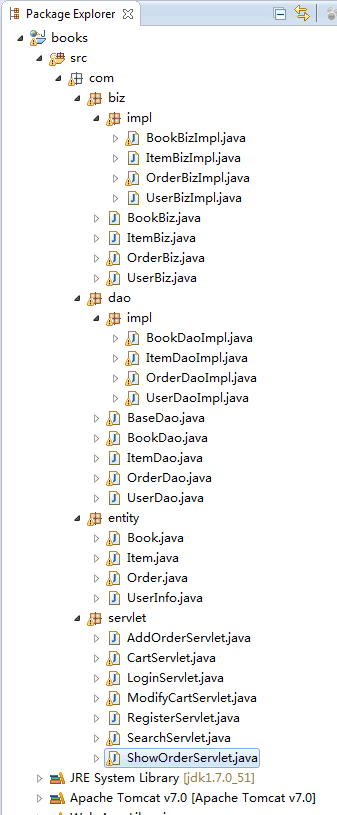 Package Explorer
books
src
com
biz
impl
BookBizImpl.java
ItemBizImpl.java
OrderBizImpl.java
UserBizImpl.java
BookBiz.java
ItemBiz.java
OrderBiz.java
UserBiz.java
dao
impl
BookDaoImpl.java
ItemDaoImpl.java
OrderDaoImpl.java
UserDaoImpl.java
BaseDao.java
BookDao.java
ItemDao.java
OrderDao.java
UserDao.java
entity
Book.java
Item.java
Order.java
UserInfo.java
servlet
AddOrderServlet.java
CartServlet.java
LoginServlet.java
ModifyCartServlet.java
RegisterServlet.java
SearchServlet.java
ShowOrderServlet.java
JRE System Library [jdk1.7.0_51]
Apache Tomcat v7.0 [Apache Tomcat v7.0]